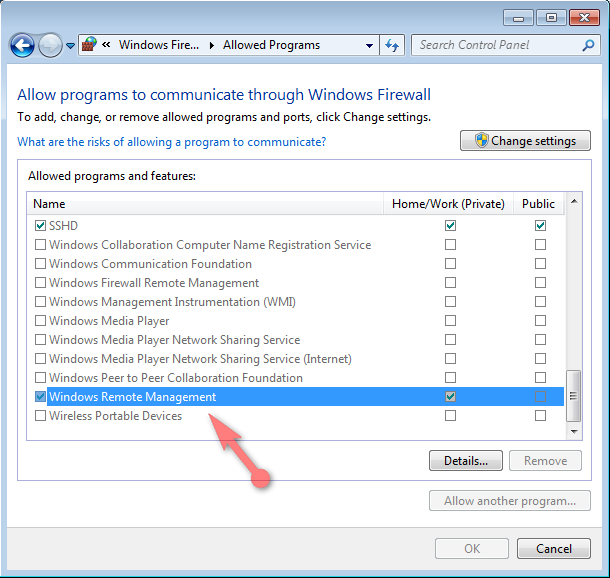 « Windows Fire... ▸ Allowed Programs
Search Control Panel
Allow programs to communicate through Windows Firewall
To add, change, or remove allowed programs and ports, click Change settings.
What are the risks of allowing a program to communicate?
Change settings
Allowed programs and features:
Name Home/Work (Private) Public
SSHD
Windows Collaboration Computer Name Registration Service
Windows Communication Foundation
Windows Firewall Remote Management
Windows Management Instrumentation (WMI)
Windows Media Player
Windows Media Player Network Sharing Service
Windows Media Player Network Sharing Service (Internet)
Windows Peer to Peer Collaboration Foundation
Windows Remote Management
Wireless Portable Devices
Details... Remove
Allow another program...
OK Cancel